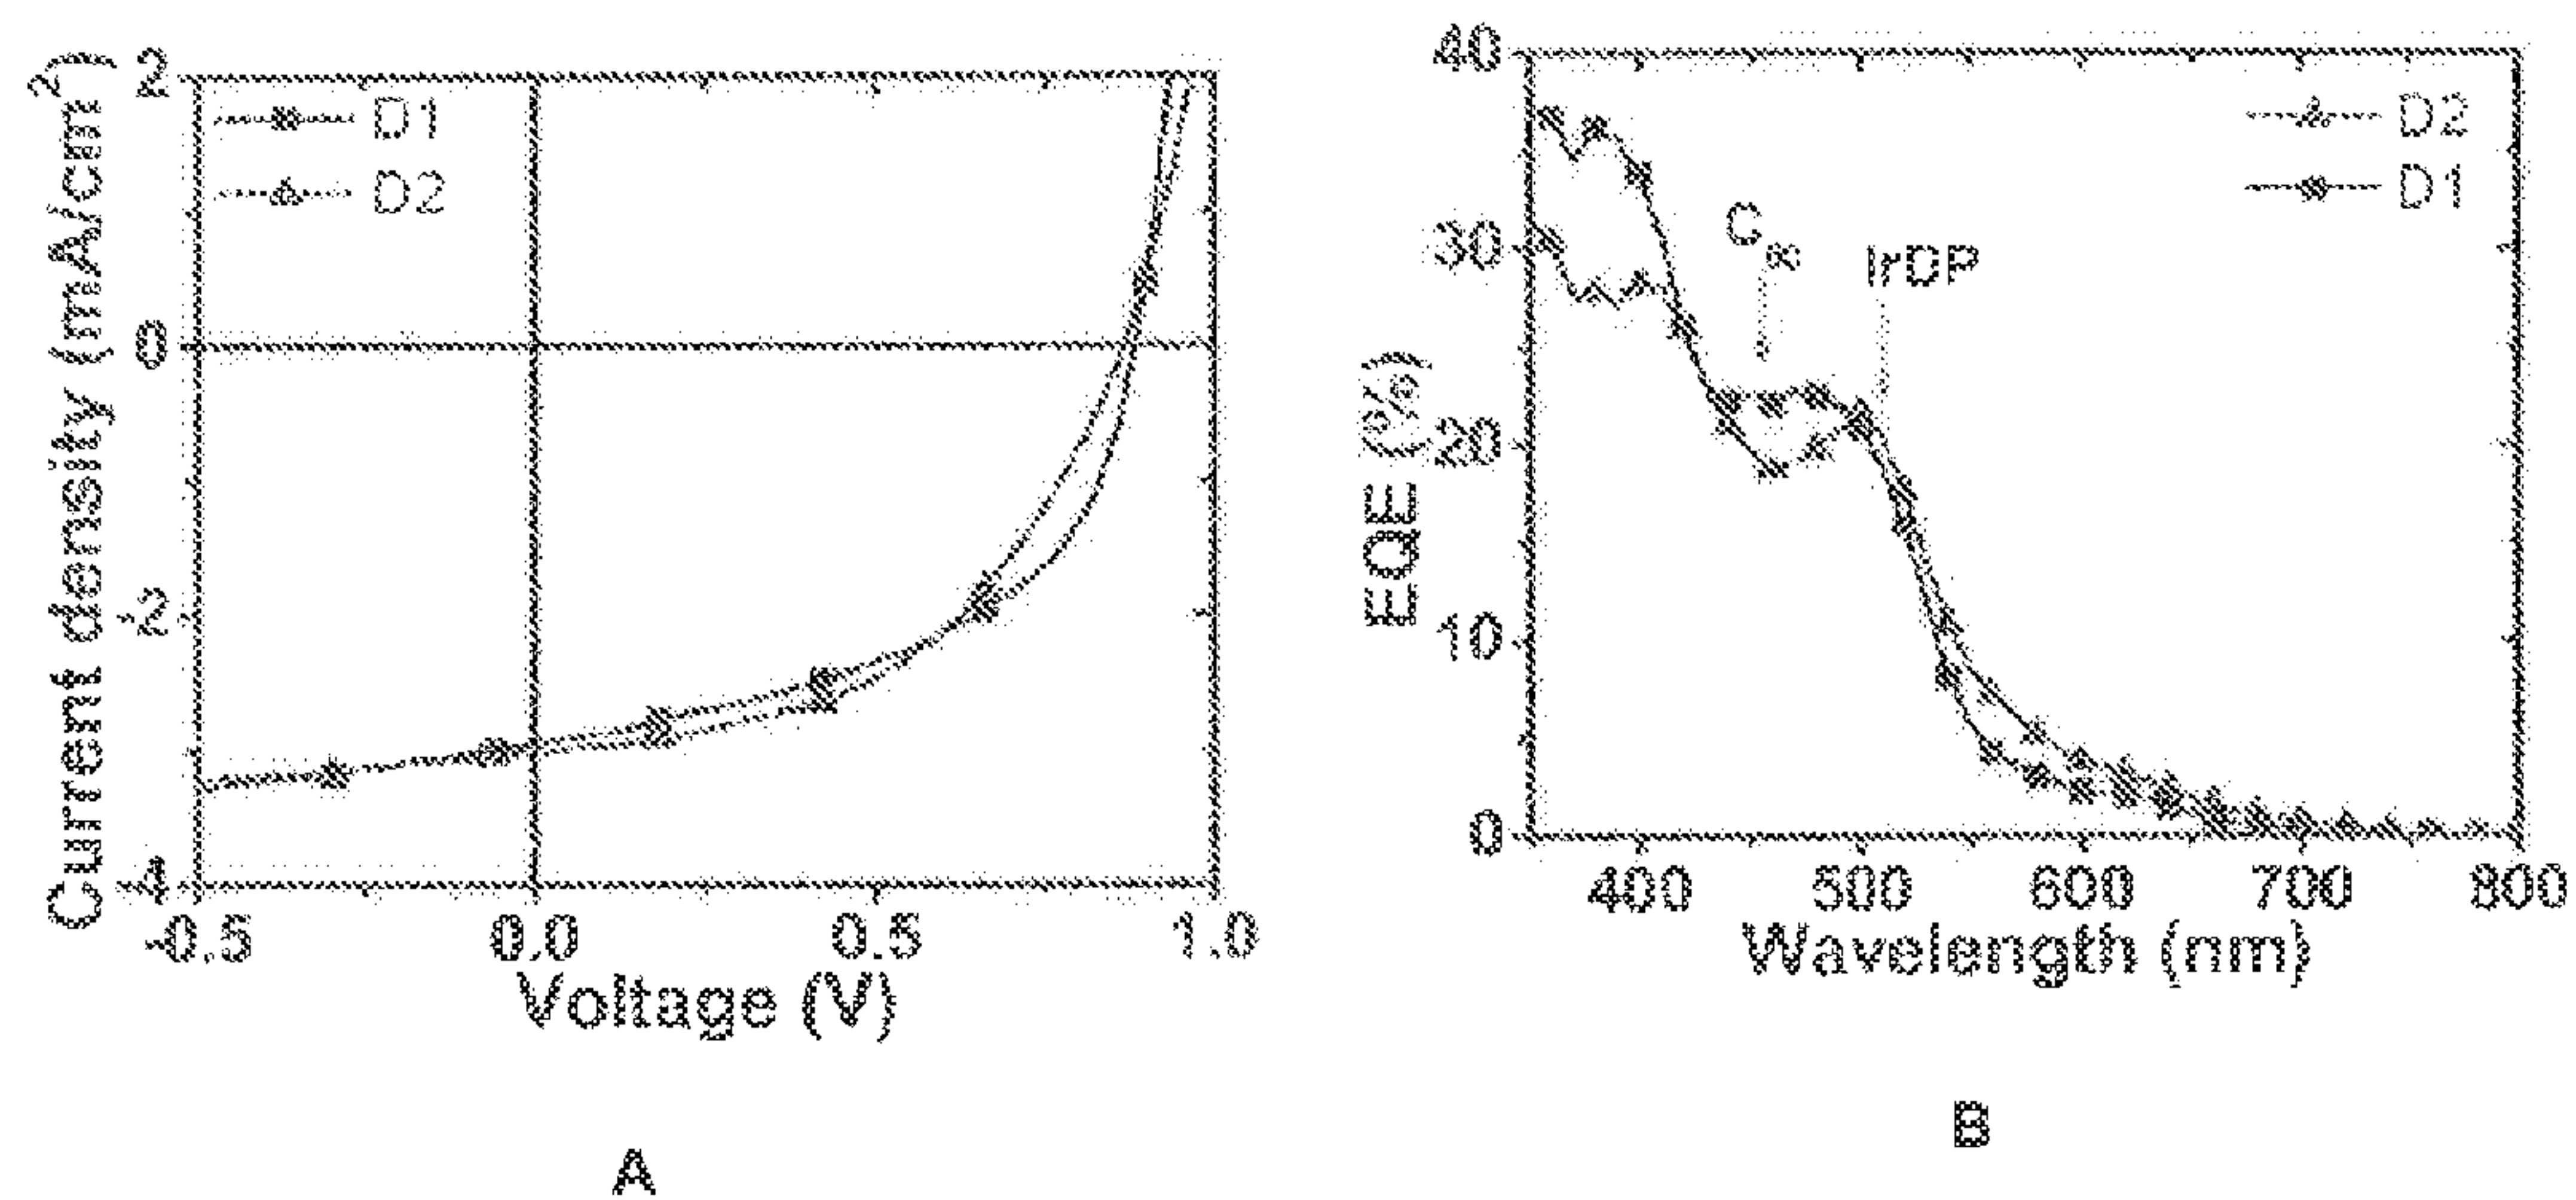 Current density (mA/cm²)
2
0
-2
-4
D1
D2
-0.5 0.0 0.5 1.0
Voltage (V)
A
EQE (%)
40
30
20
10
0
D2
D1
C₆₀
IrDP
400 500 600 700 800
Wavelength (nm)
B